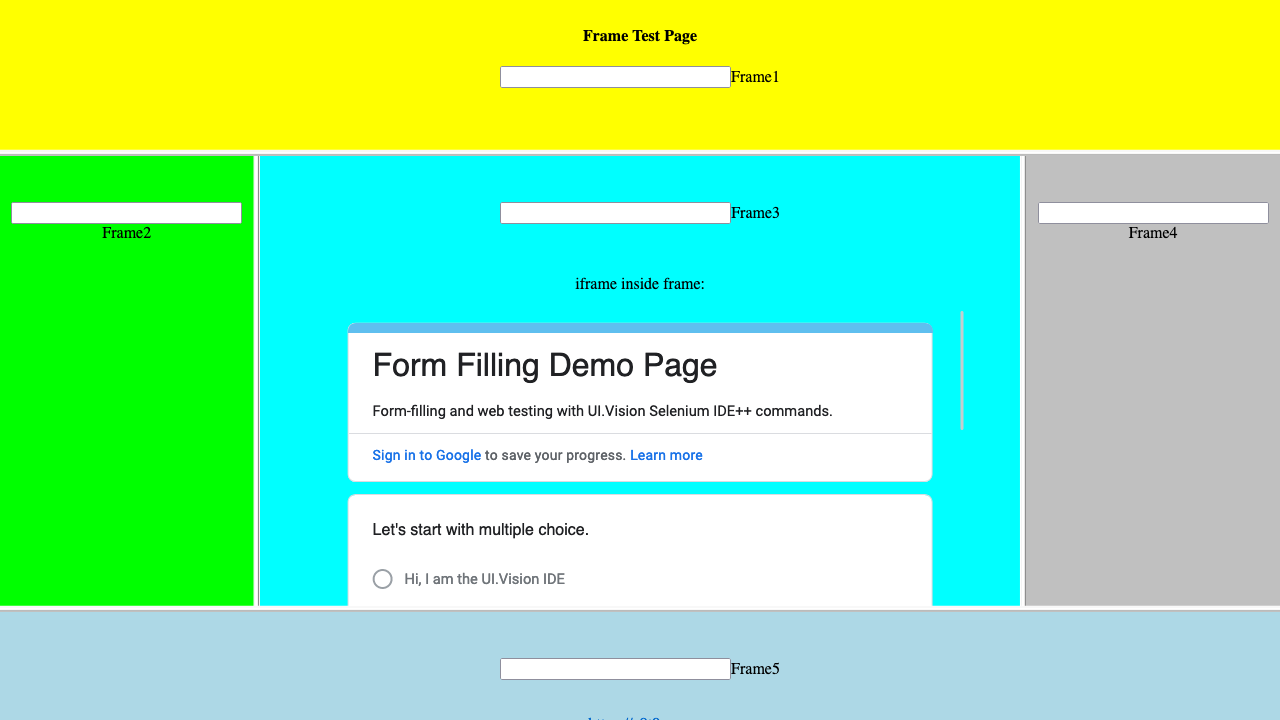 Frame Test Page
Frame1
Frame2
Frame3
Frame4
iframe inside frame:
Form Filling Demo Page
Form-filling and web testing with UI.Vision Selenium IDE++ commands.
Sign in to Google to save your progress. Learn more
Let's start with multiple choice.
Hi, I am the UI.Vision IDE
Frame5